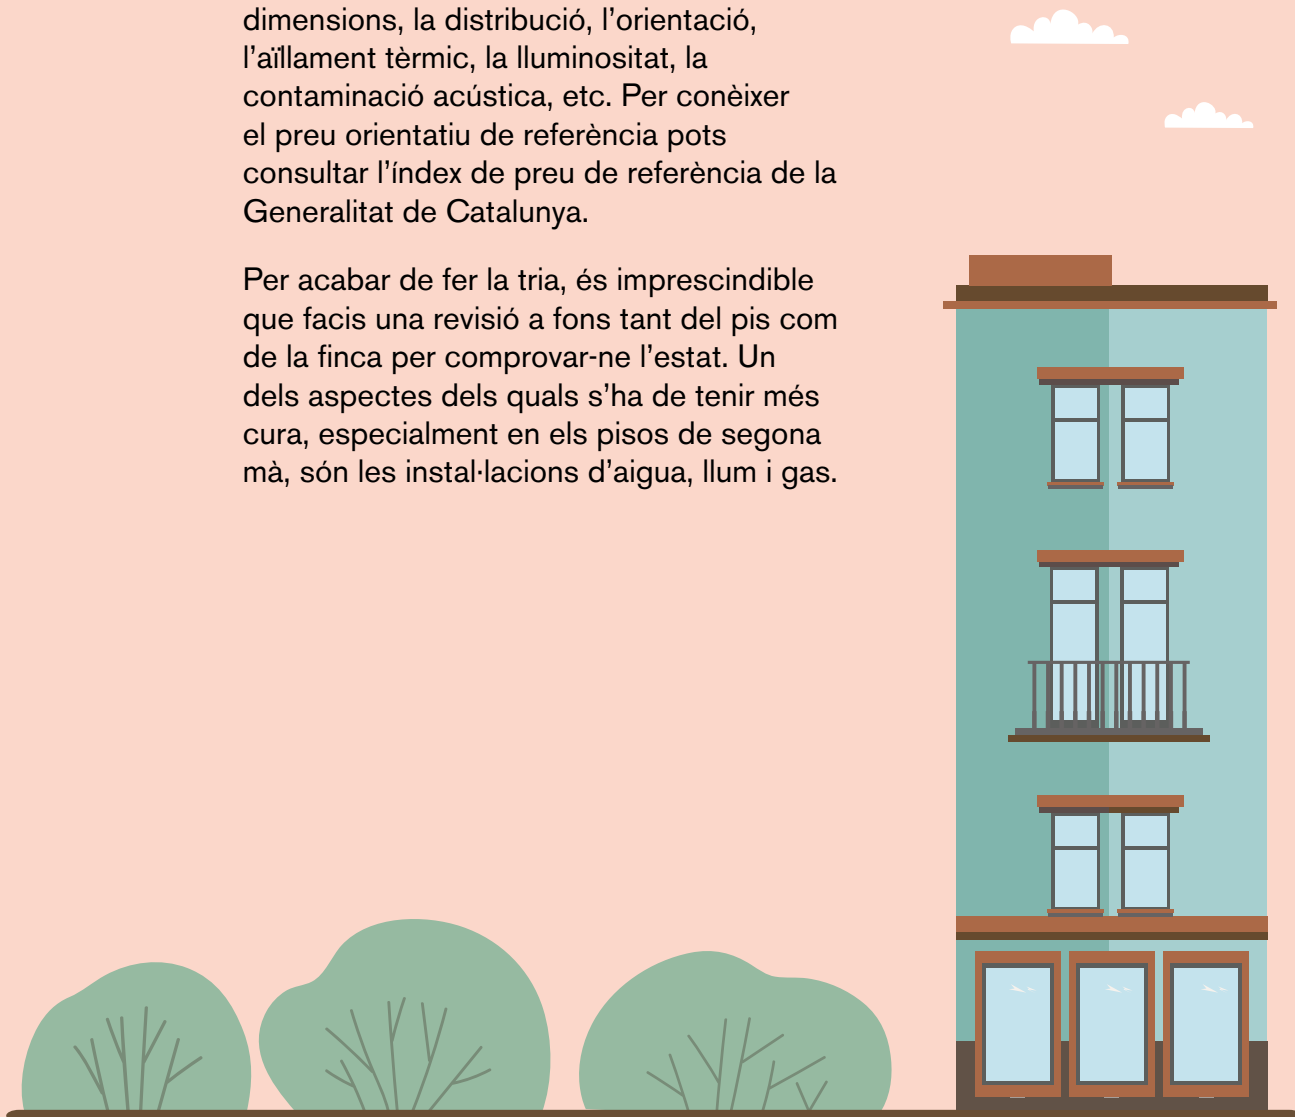 dimensions, la distribució, l’orientació,
l’aïllament tèrmic, la lluminositat, la
contaminació acústica, etc. Per conèixer
el preu orientatiu de referència pots
consultar l’índex de preu de referència de la
Generalitat de Catalunya.
Per acabar de fer la tria, és imprescindible
que facis una revisió a fons tant del pis com
de la finca per comprovar-ne l’estat. Un
dels aspectes dels quals s’ha de tenir més
cura, especialment en els pisos de segona
mà, són les instal·lacions d’aigua, llum i gas.